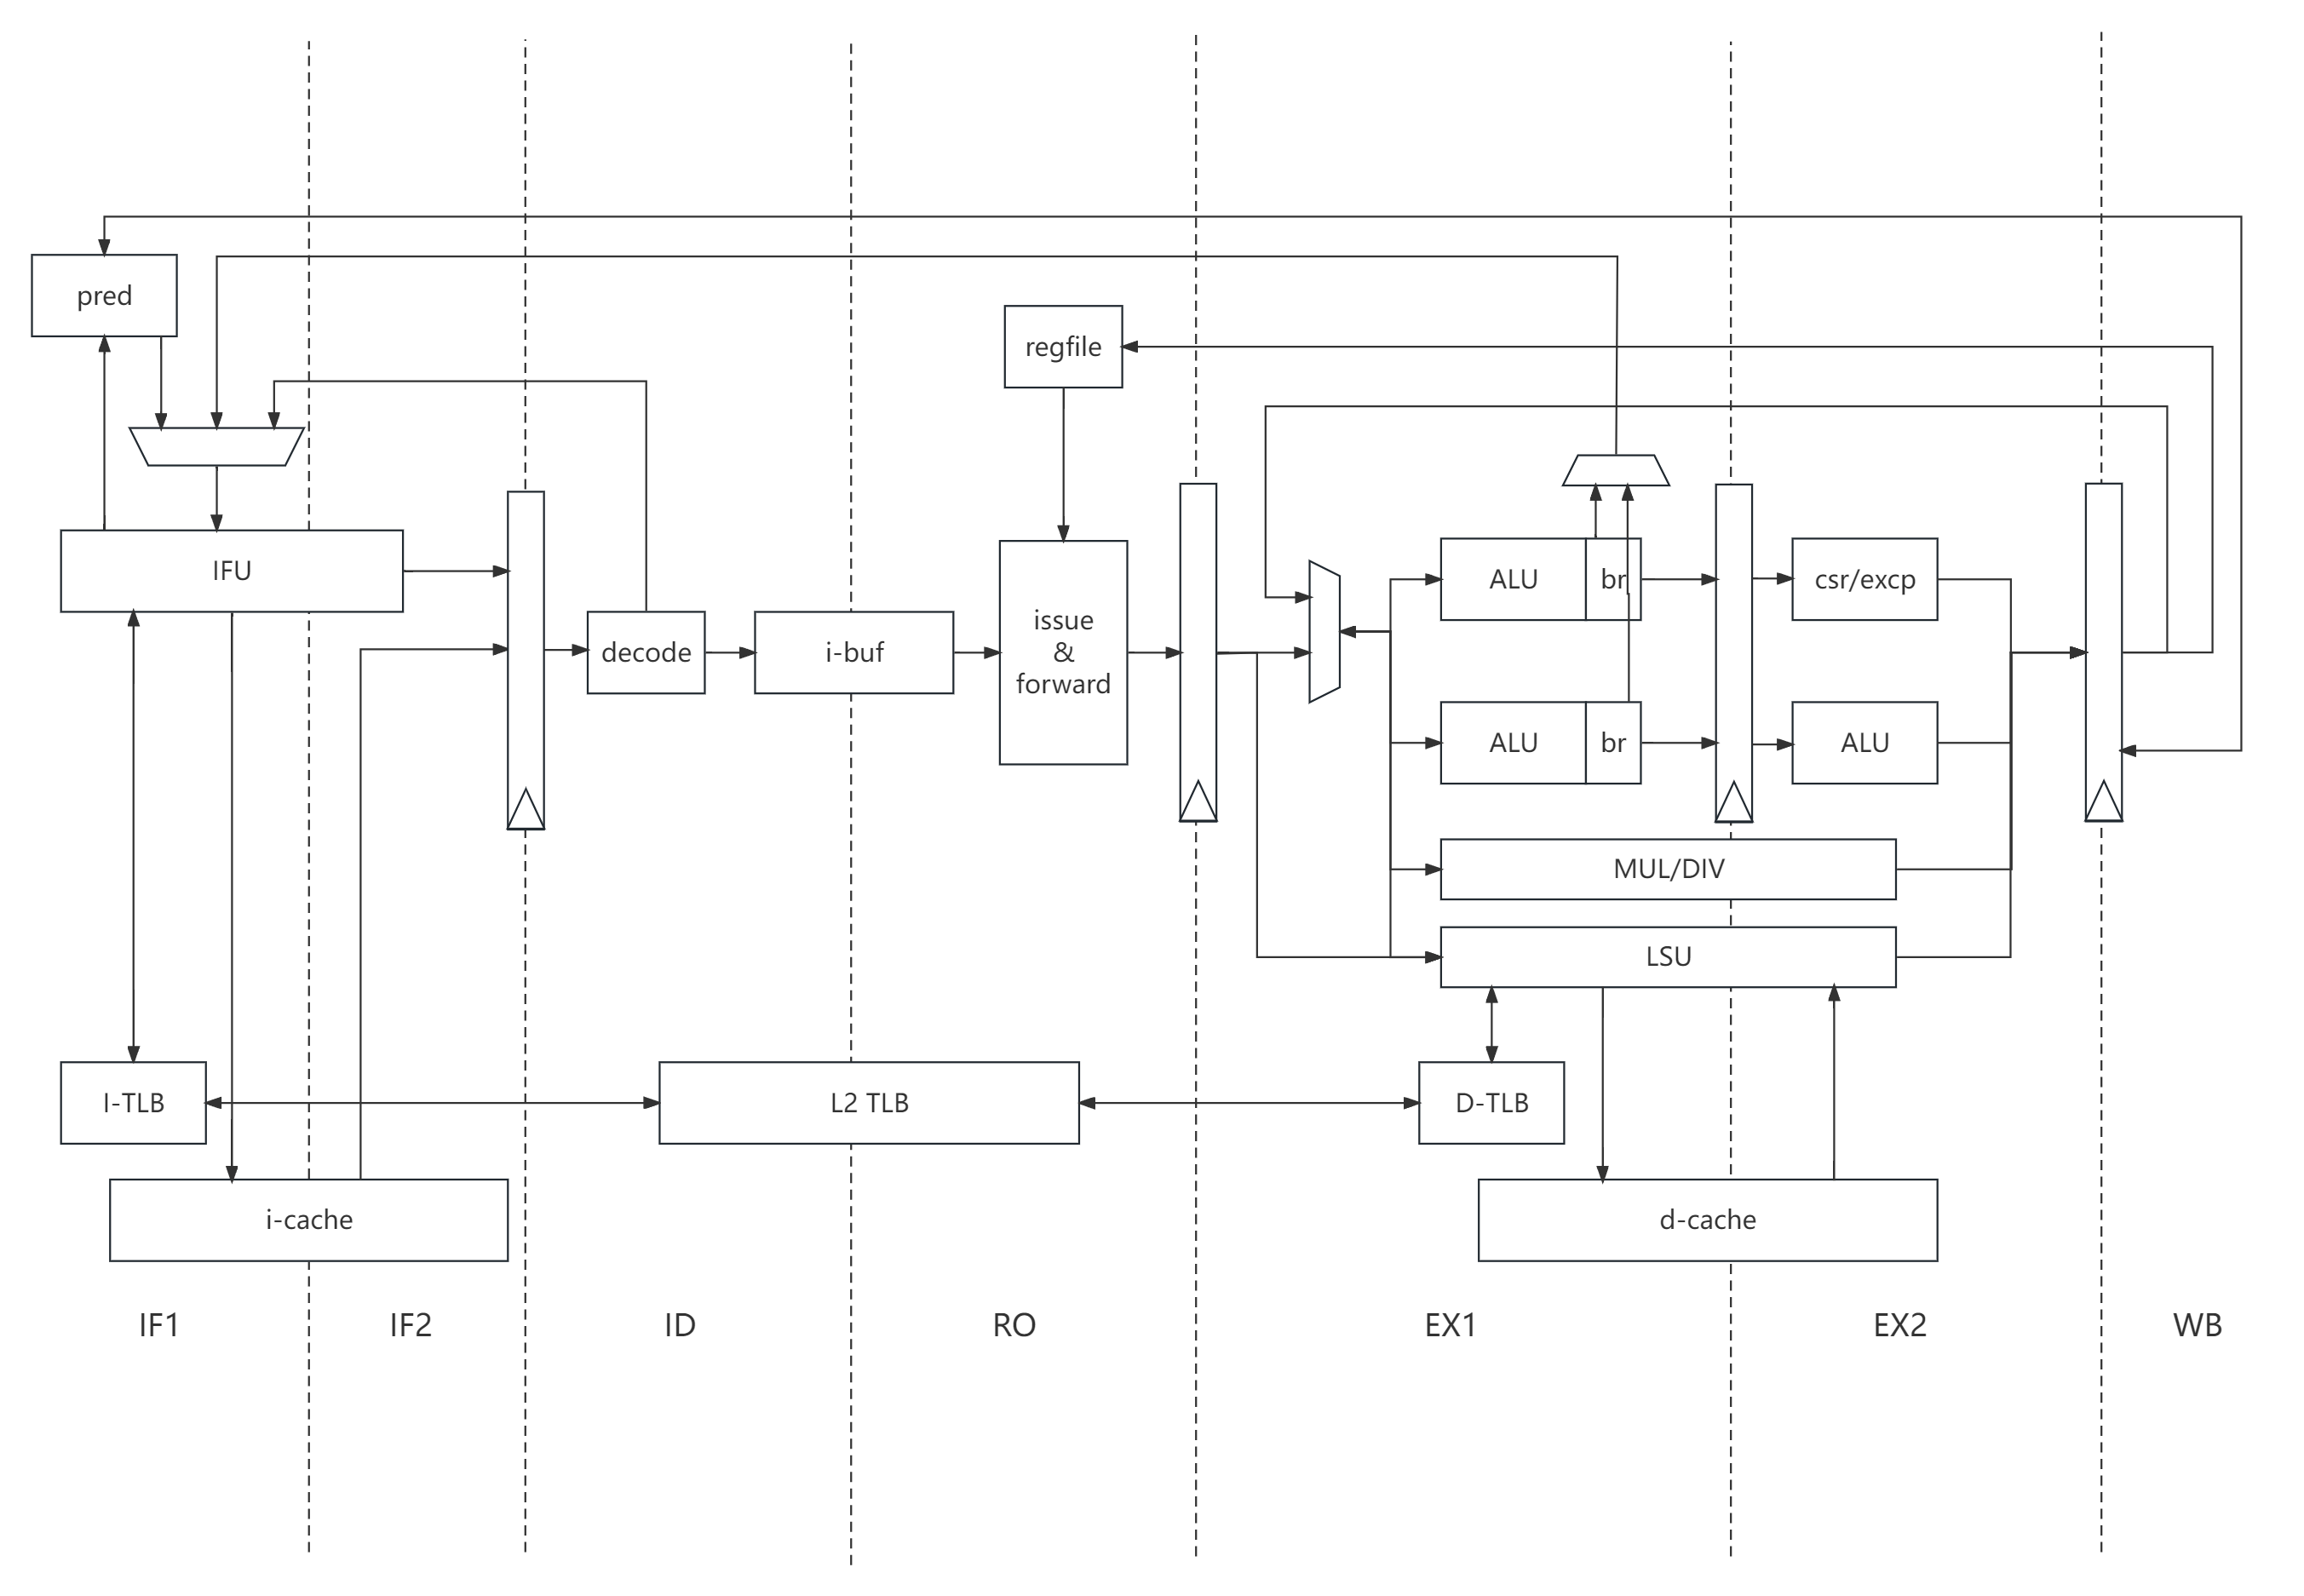 pred
regfile
IFU
decode
i-buf
issue
&
forward
ALU
br
csr/excp
ALU
br
ALU
MUL/DIV
LSU
I-TLB
L2 TLB
D-TLB
i-cache
d-cache
IF1
IF2
ID
RO
EX1
EX2
WB